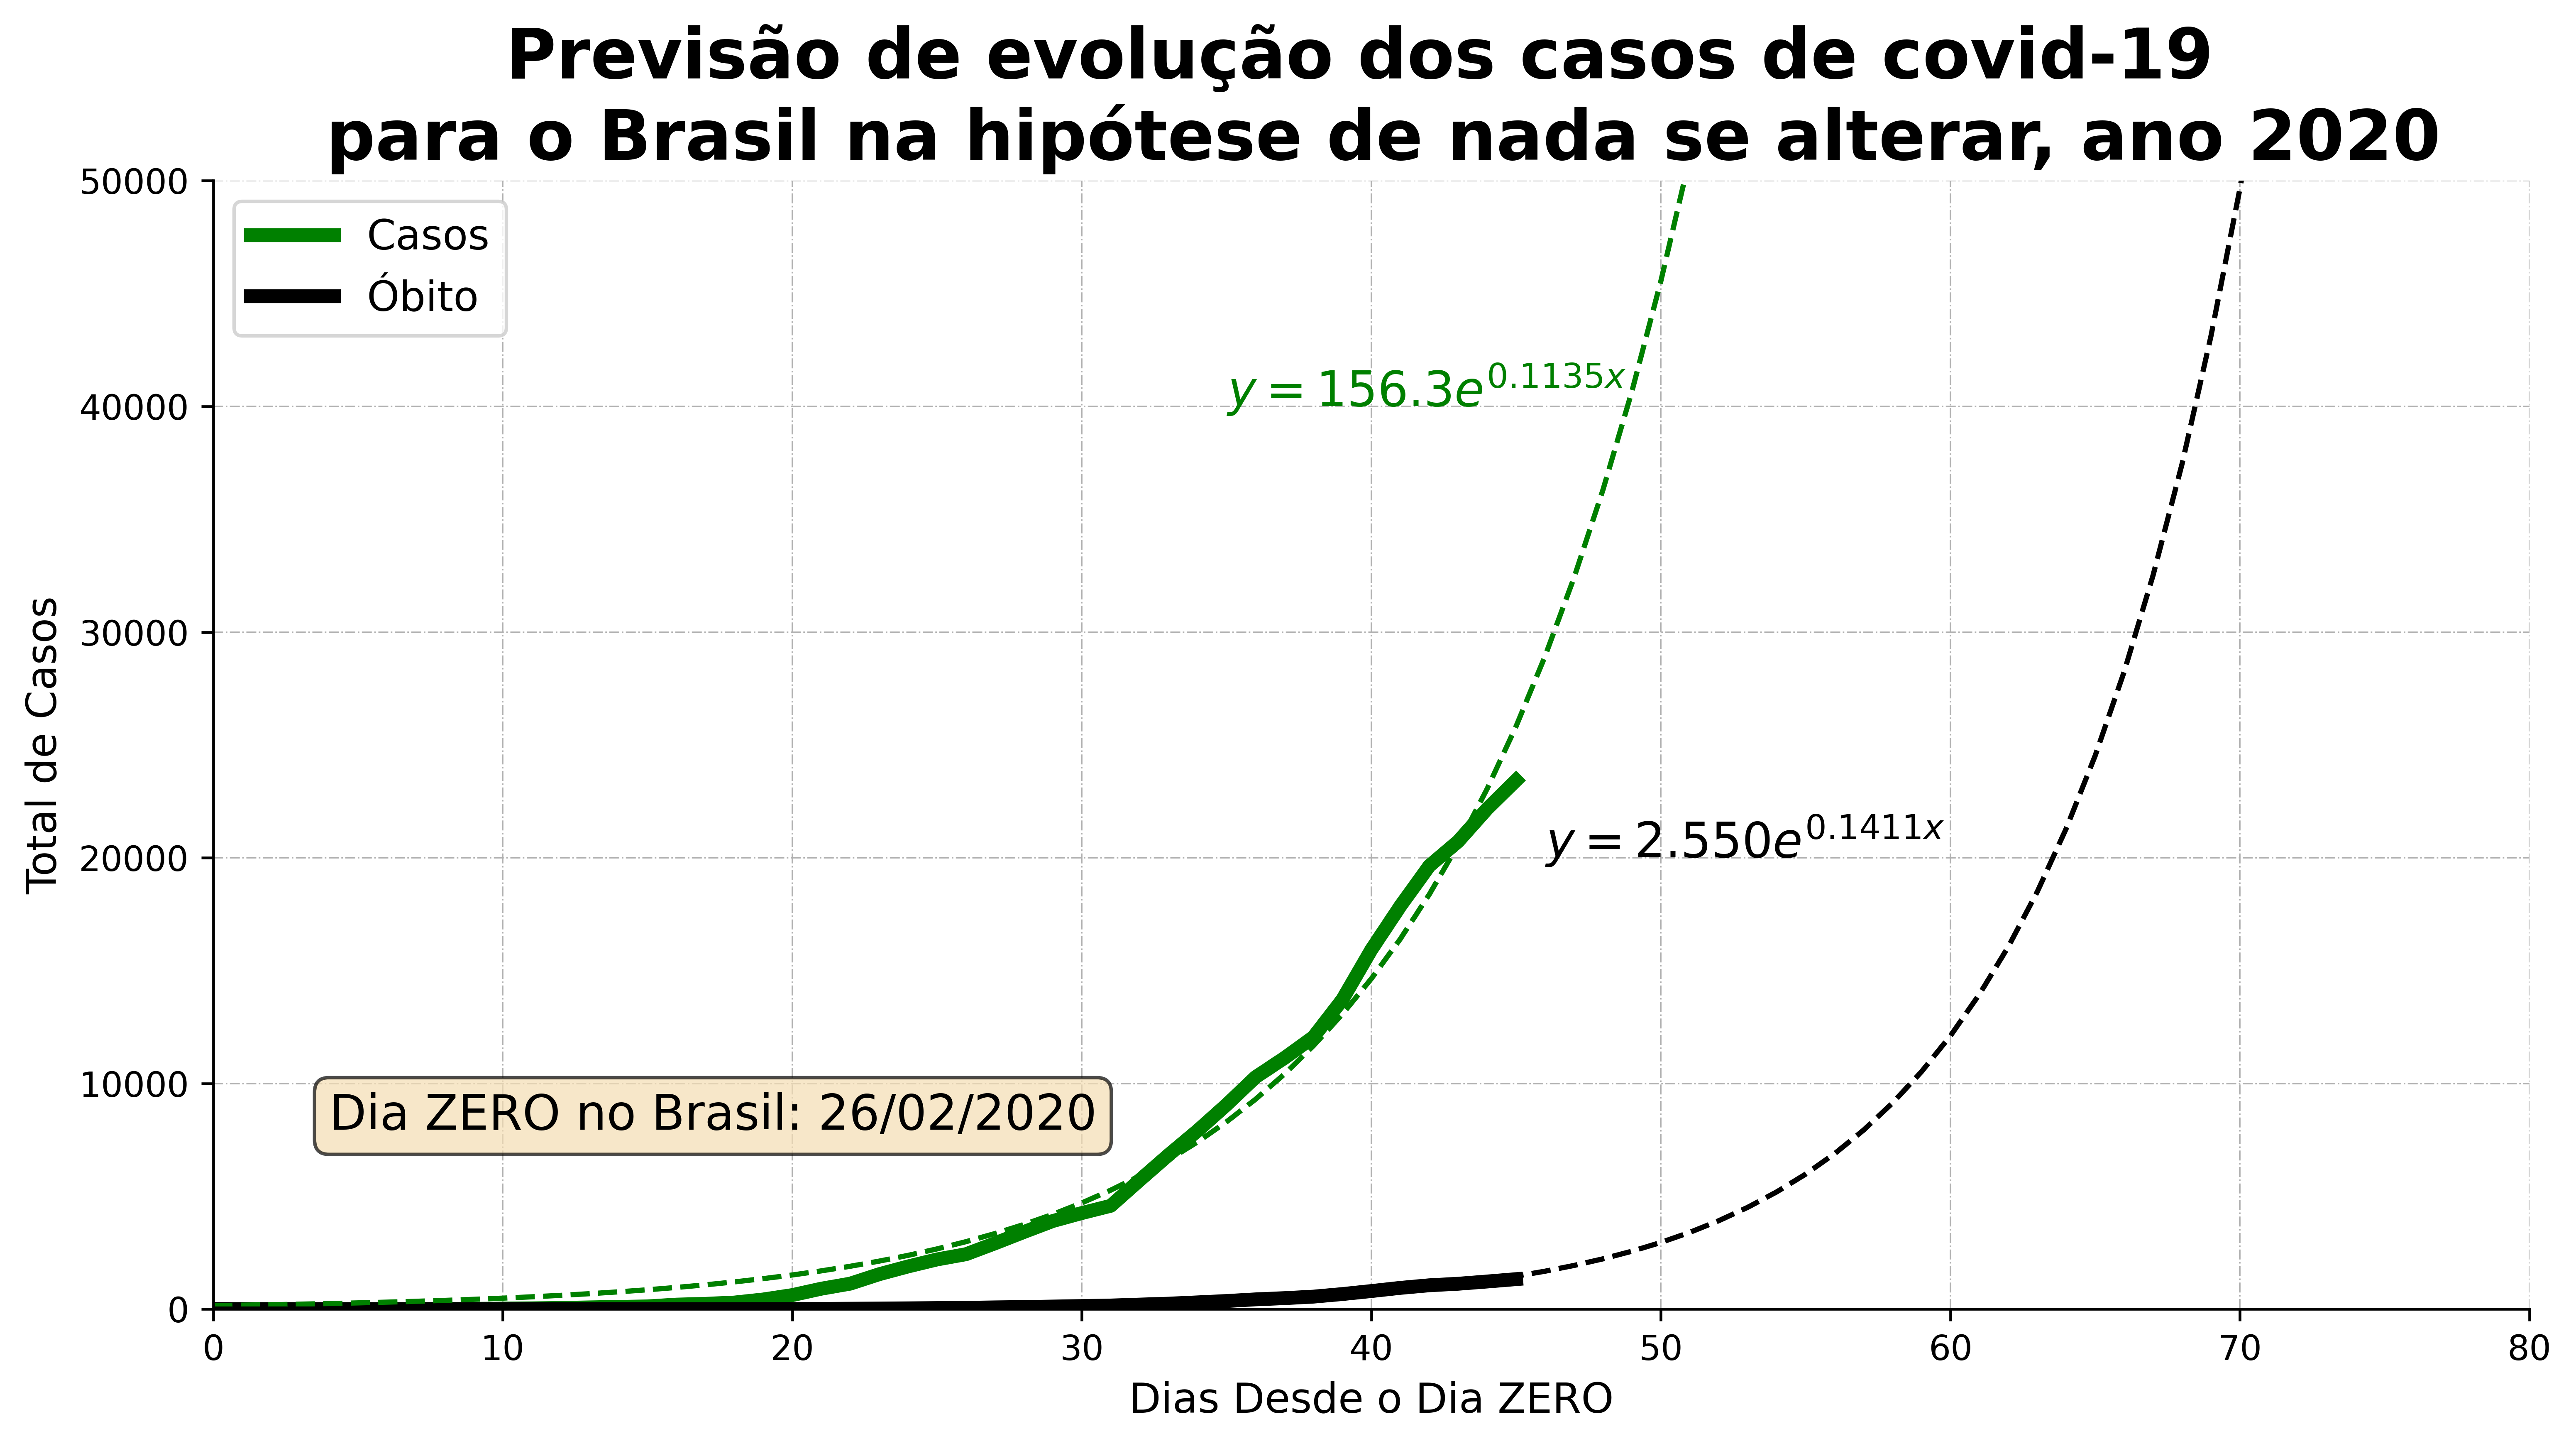 Previsão de evolução dos casos de covid-19
para o Brasil na hipótese de nada se alterar, ano 2020
Casos
Óbito
Total de Casos
50000
40000
30000
20000
10000
0
y = 156.3e^{0.1135x}
y = 2.550e^{0.1411x}
Dia ZERO no Brasil: 26/02/2020
0 10 20 30 40 50 60 70 80
Dias Desde o Dia ZERO